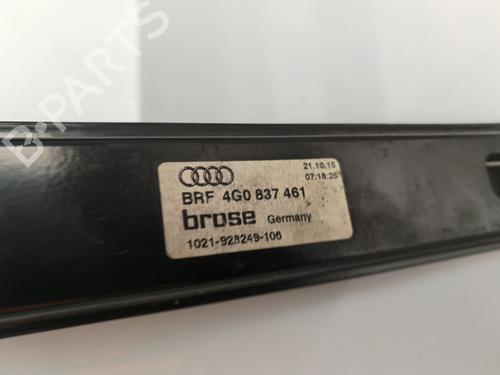 B-PARTS
21.10.15
07:18:25
BRF 4G0 837 461
brose Germany
1021-928249-106